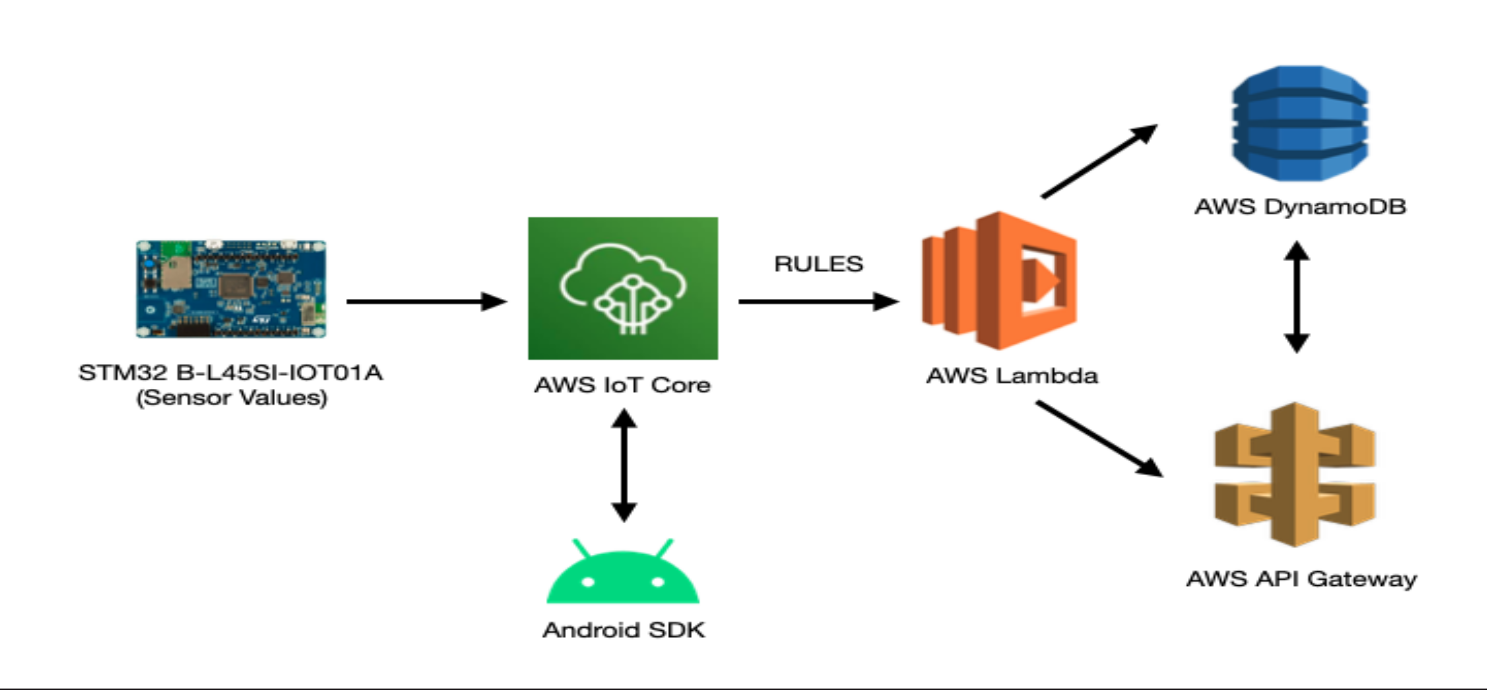 AWS DynamoDB
RULES
STM32 B-L45SI-IOT01A
(Sensor Values)
AWS IoT Core
AWS Lambda
AWS API Gateway
Android SDK